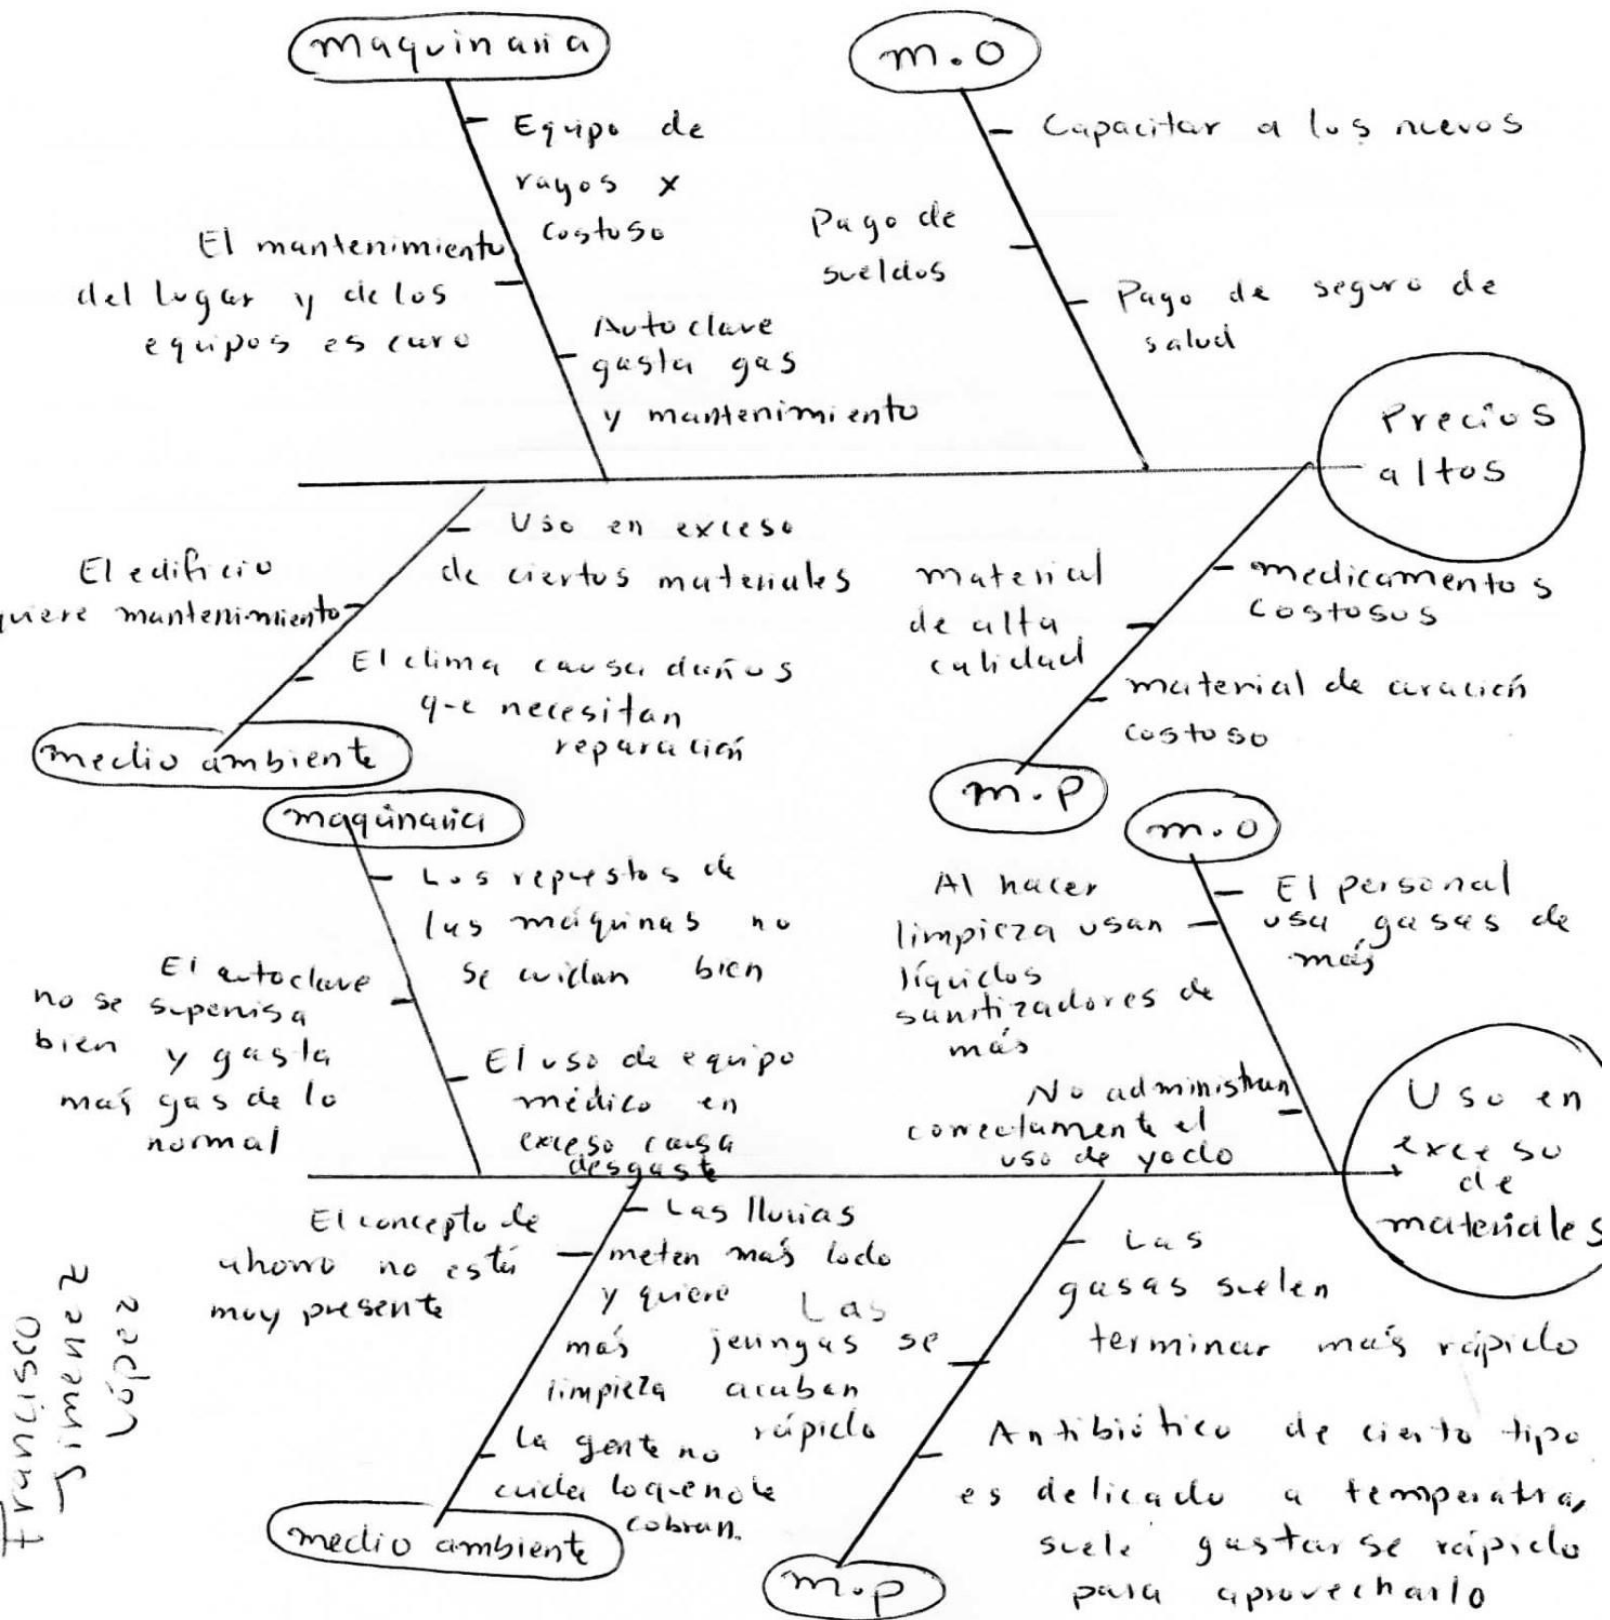 maquinaria
Equipo de
rayos x
costoso
El mantenimiento
del lugar y de los
equipos es caro
Autoclave
gasta gas
y mantenimiento
m.o
Capacitar a los nuevos
Pago de
sueldos
Pago de seguro de
salud
Precios
altos
El edificio
quiere mantenimiento
Uso en exceso
de ciertos materiales
El clima causa daños
que necesitan
reparación
medio ambiente
material
de alta
calidad
medicamentos
costosos
material de curación
costoso
m.p
maquinaria
Los repuestos de
las máquinas no
se cuidan bien
El autoclave
no se supervisa
bien y gasta
más gas de lo
normal
El uso de equipo
médico en
exceso causa
desgaste
m.o
Al hacer
limpieza usan
líquidos
sanitizadores de
más
El personal
usa gasas de
más
No administran
correctamente el
uso de yodo
Uso en
exceso
de
materiales
El concepto de
ahorro no está
muy presente
Las lluvias
meten más lodo
y quiere
más
limpieza
La gente no
cuida lo que no le
cobran.
medio ambiente
Las
jeringas se
acaban
rápido
Las
gasas suelen
terminar más rápido
Antibiótico de cierto tipo
es delicado a temperatura,
suele gastarse rápido
para aprovecharlo
m.p
Francisco
Jimenez
López